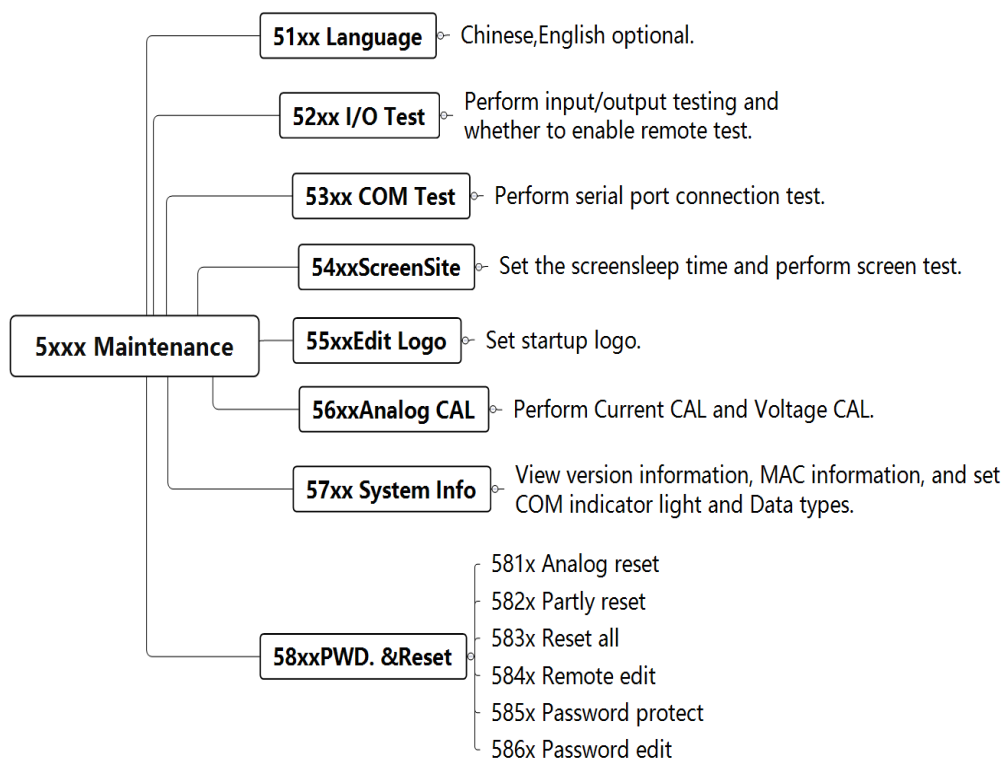 51xx Language
Chinese,English optional.
52xx I/O Test
Perform input/output testing and
whether to enable remote test.
53xx COM Test
Perform serial port connection test.
54xxScreenSite
Set the screensleep time and perform screen test.
5xxx Maintenance
55xxEdit Logo
Set startup logo.
56xxAnalog CAL
Perform Current CAL and Voltage CAL.
57xx System Info
View version information, MAC information, and set
COM indicator light and Data types.
58xxPWD. &Reset
581x Analog reset
582x Partly reset
583x Reset all
584x Remote edit
585x Password protect
586x Password edit